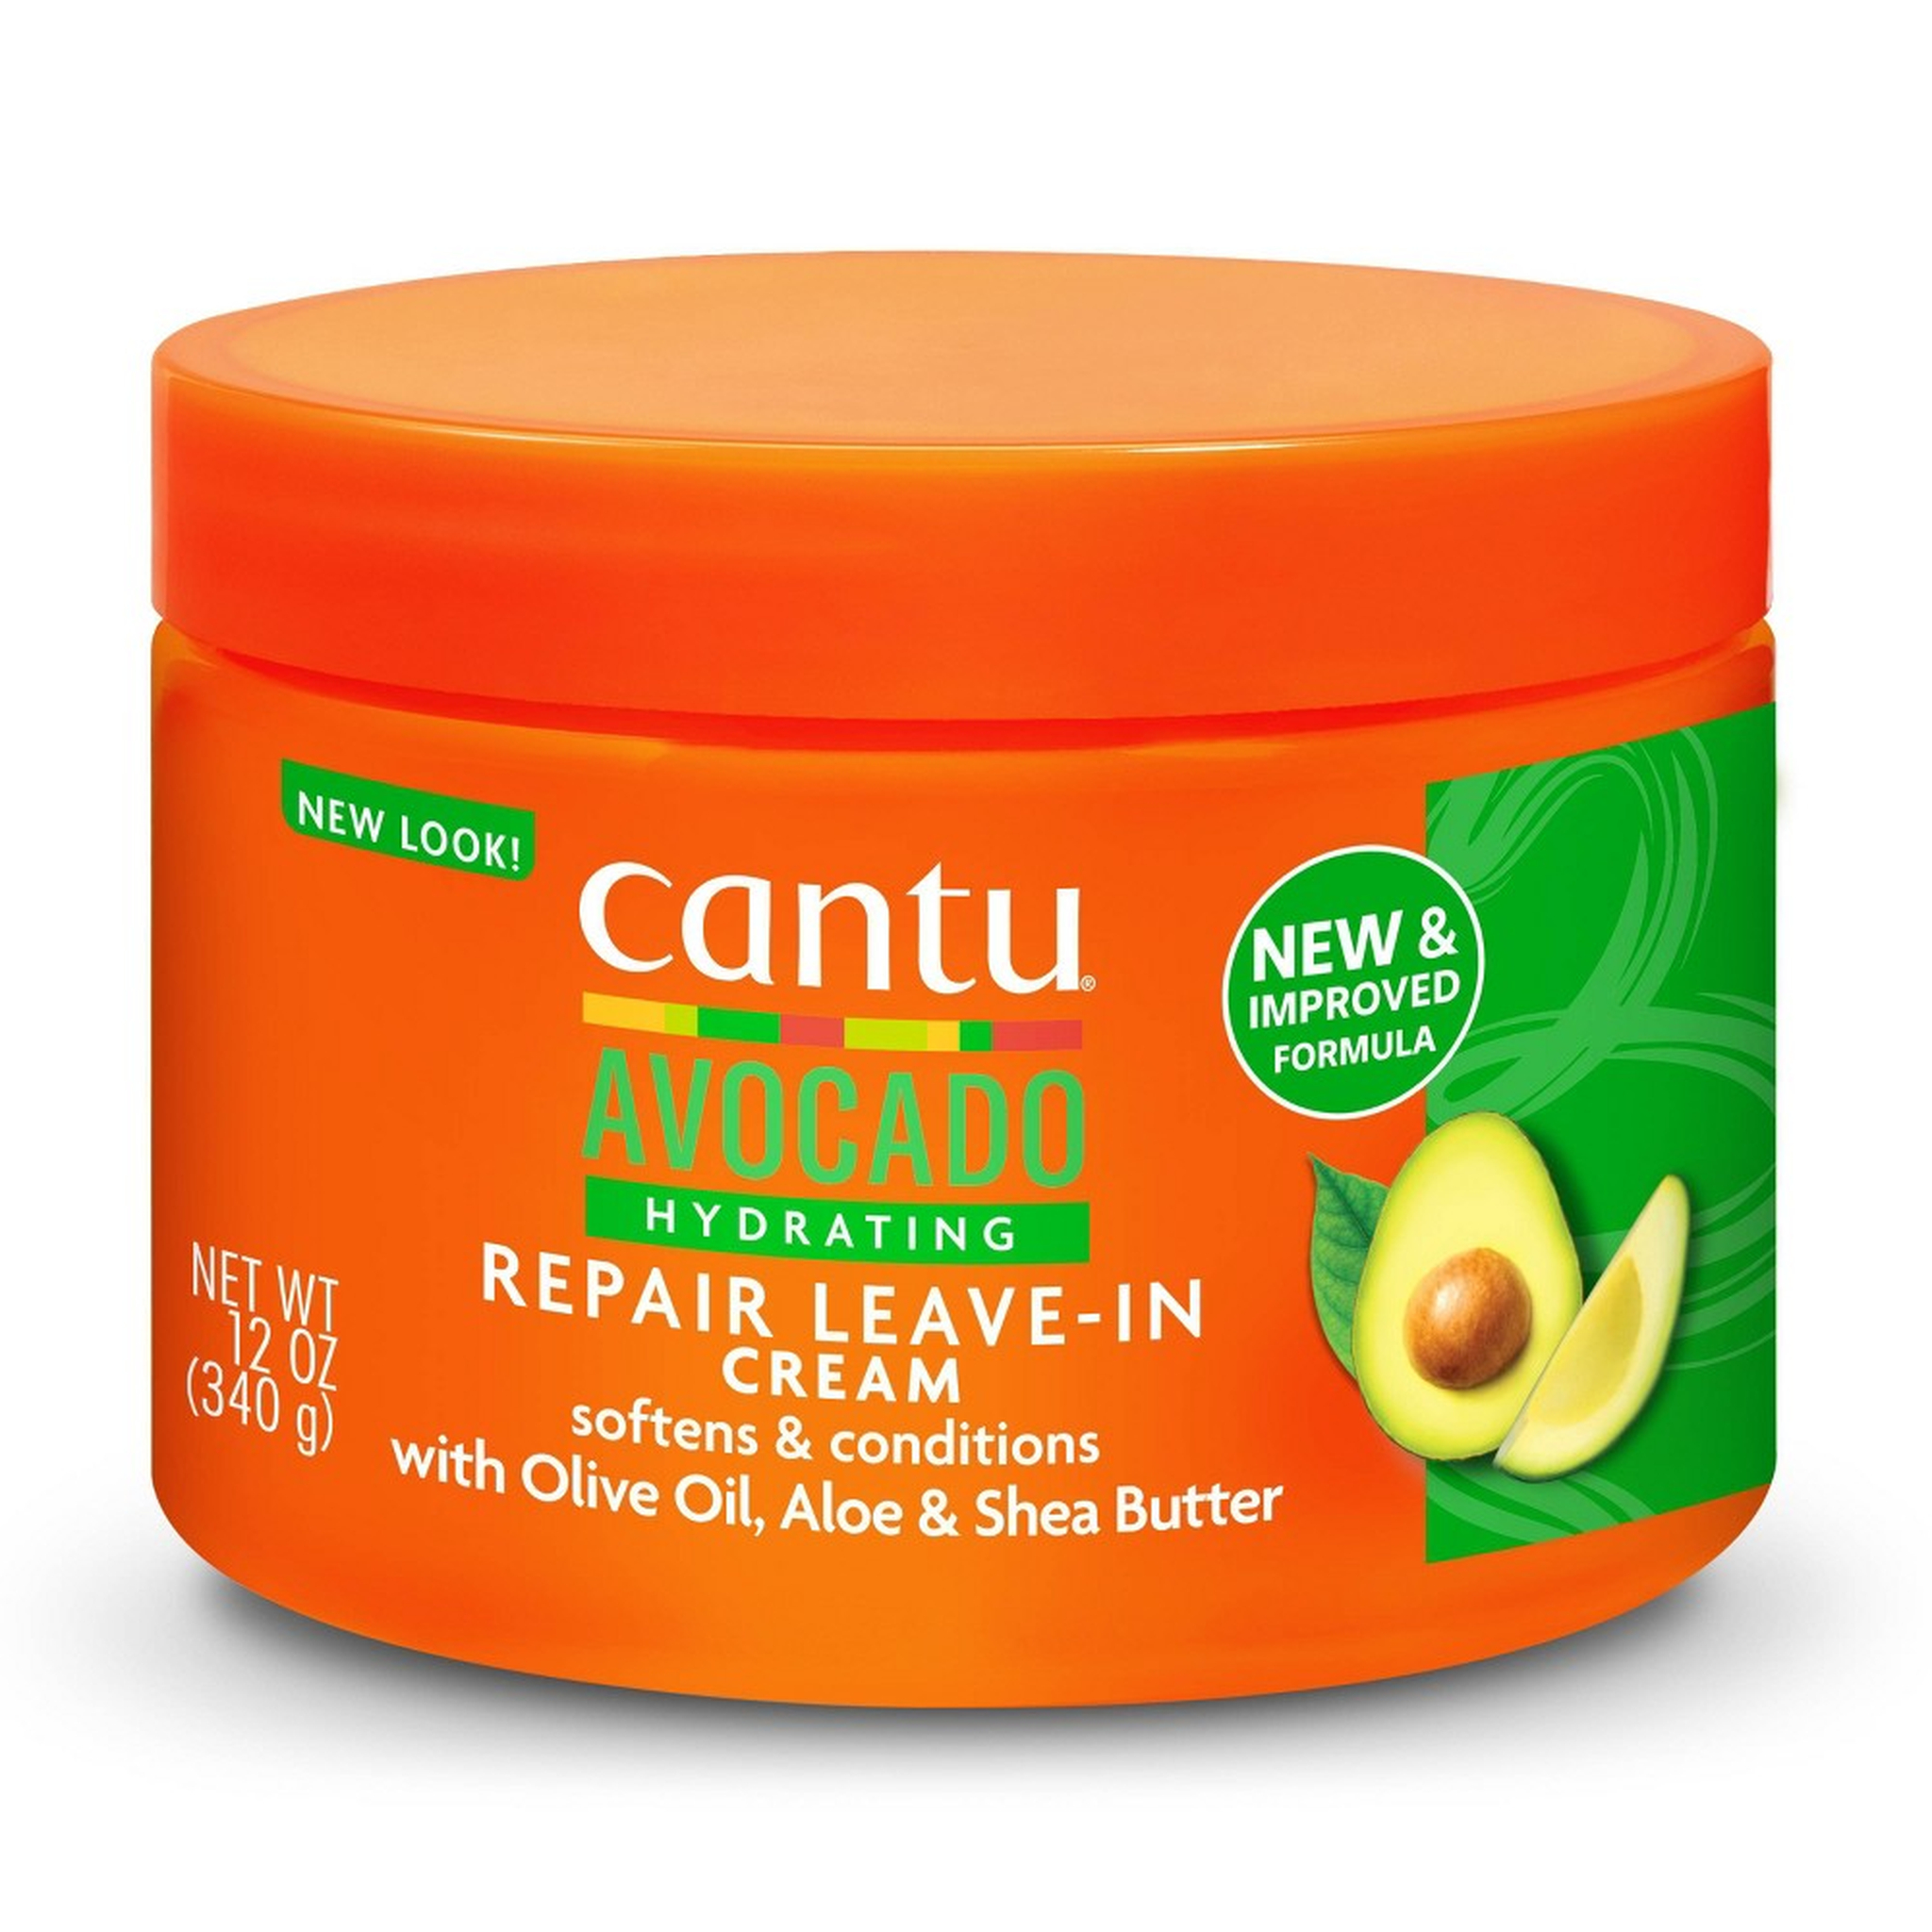 NEW LOOK!
cantu®
AVOCADO
HYDRATING
REPAIR LEAVE-IN
CREAM
softens & conditions
with Olive Oil, Aloe & Shea Butter
NET WT
12 OZ
(340 g)
NEW &
IMPROVED
FORMULA